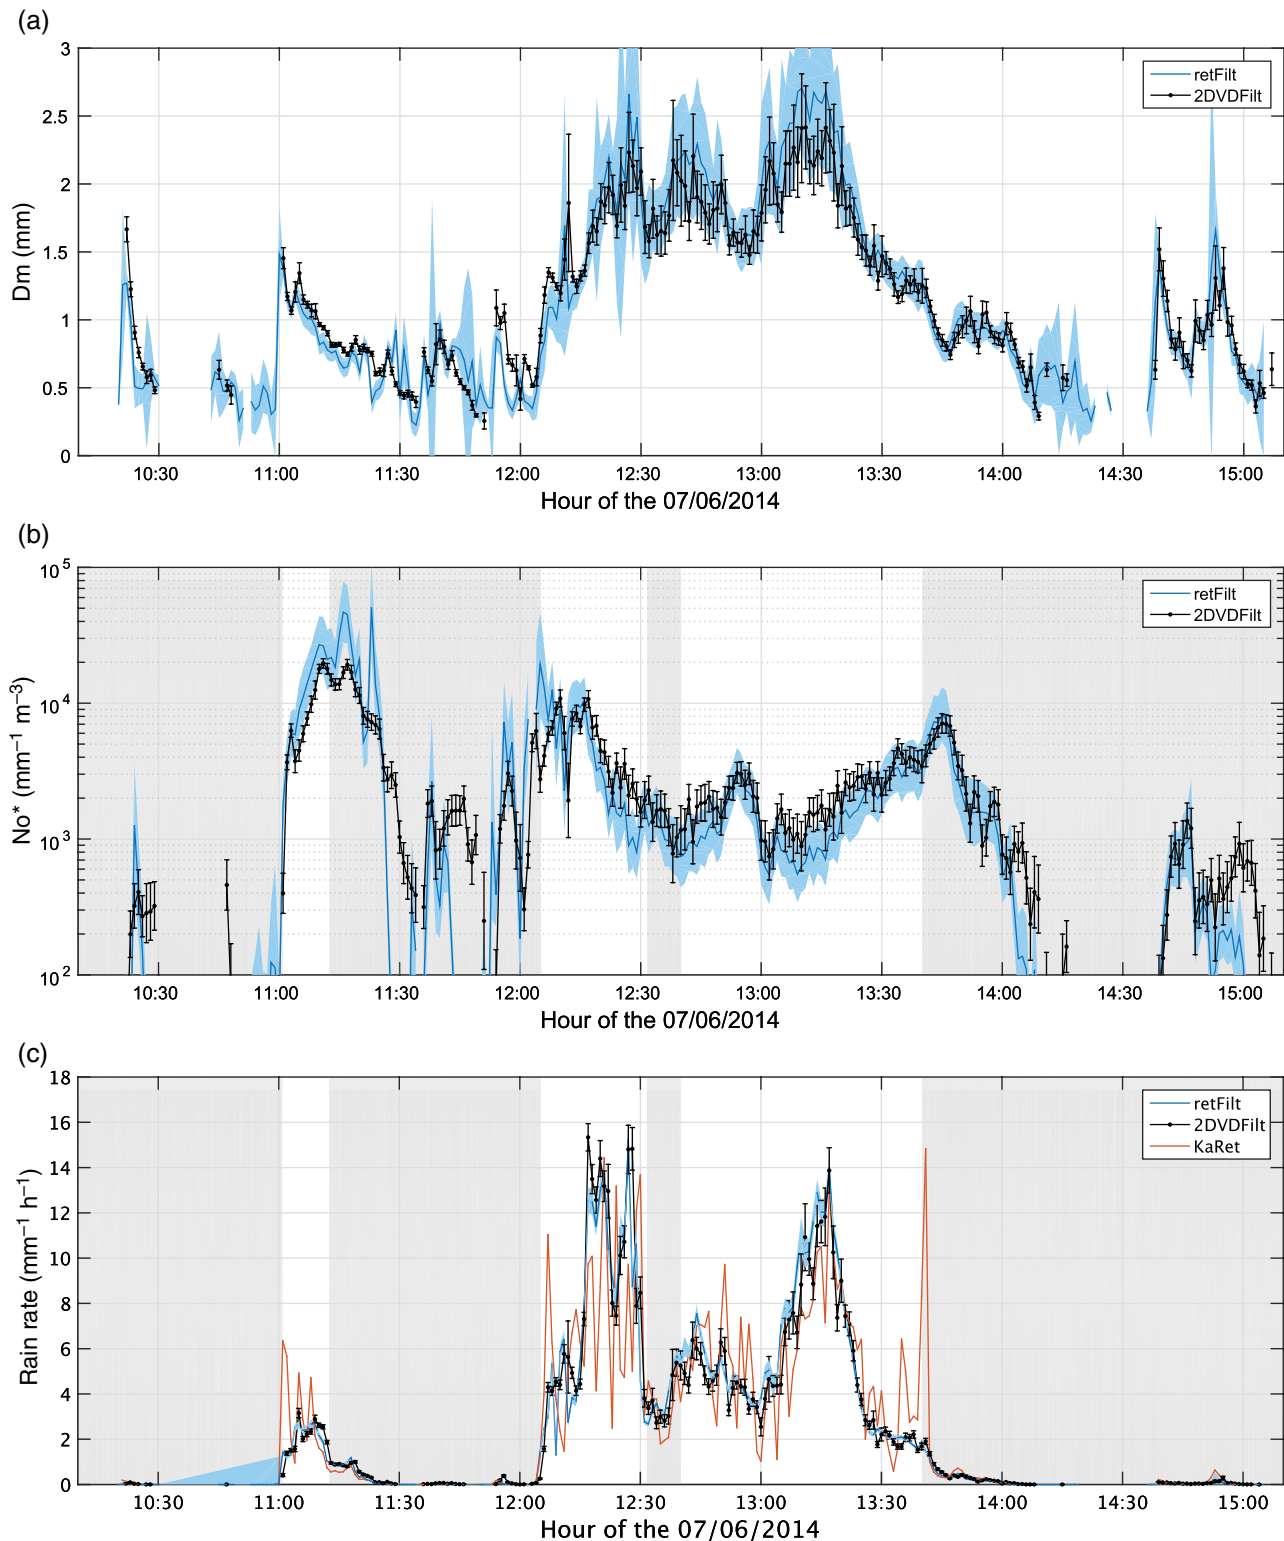 (a)
3
2.5
2
1.5
1
0.5
0
Dm (mm)
retFilt
2DVDFilt
10:30 11:00 11:30 12:00 12:30 13:00 13:30 14:00 14:30 15:00
Hour of the 07/06/2014
(b)
10^5
10^4
10^3
10^2
No* (mm^−1 m^−3)
retFilt
2DVDFilt
10:30 11:00 11:30 12:00 12:30 13:00 13:30 14:00 14:30 15:00
Hour of the 07/06/2014
(c)
18
16
14
12
10
8
6
4
2
0
Rain rate (mm^−1 h^−1)
retFilt
2DVDFilt
KaRet
10:30 11:00 11:30 12:00 12:30 13:00 13:30 14:00 14:30 15:00
Hour of the 07/06/2014